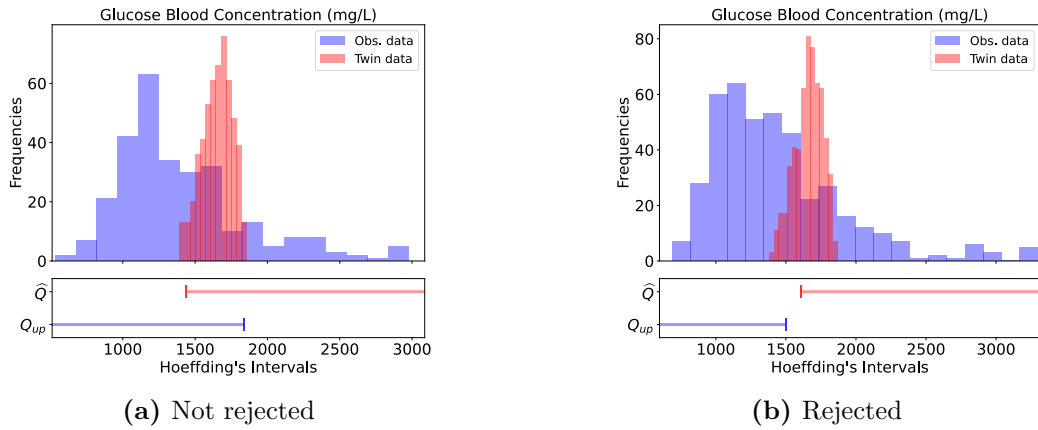 Glucose Blood Concentration (mg/L)
Obs. data
Twin data
Frequencies
60
40
20
0
Q̂
Q_up
1000 1500 2000 2500 3000
Hoeffding's Intervals
(a) Not rejected
Glucose Blood Concentration (mg/L)
Obs. data
Twin data
Frequencies
80
60
40
20
0
Q̂
Q_up
1000 1500 2000 2500 3000
Hoeffding's Intervals
(b) Rejected